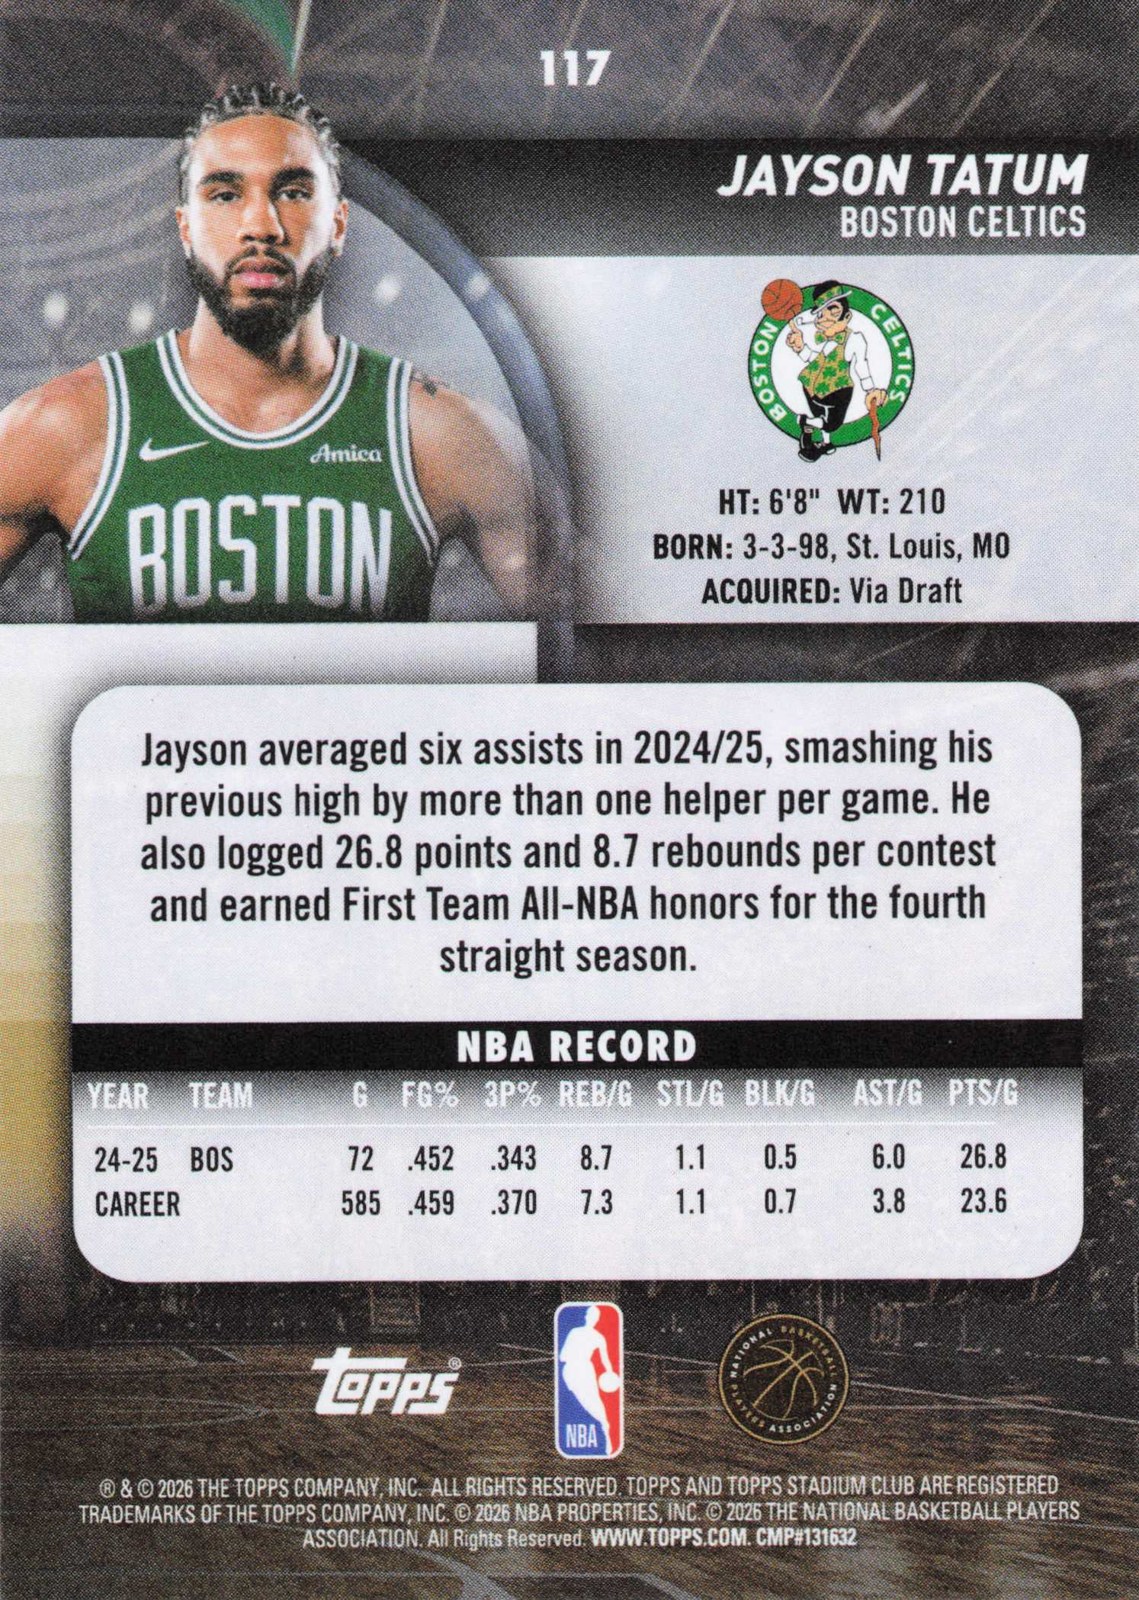 117
JAYSON TATUM
BOSTON CELTICS
BOSTON CELTICS
HT: 6'8" WT: 210
BORN: 3-3-98, St. Louis, MO
ACQUIRED: Via Draft
Amica
BOSTON
Jayson averaged six assists in 2024/25, smashing his
previous high by more than one helper per game. He
also logged 26.8 points and 8.7 rebounds per contest
and earned First Team All-NBA honors for the fourth
straight season.
NBA RECORD
YEAR TEAM G FG% 3P% REB/G STL/G BLK/G AST/G PTS/G
24-25 BOS 72 .452 .343 8.7 1.1 0.5 6.0 26.8
CAREER 585 .459 .370 7.3 1.1 0.7 3.8 23.6
topps®
NBA
NATIONAL BASKETBALL PLAYERS ASSOCIATION
® & © 2026 THE TOPPS COMPANY, INC. ALL RIGHTS RESERVED. TOPPS AND TOPPS STADIUM CLUB ARE REGISTERED
TRADEMARKS OF THE TOPPS COMPANY, INC. © 2026 NBA PROPERTIES, INC. © 2026 THE NATIONAL BASKETBALL PLAYERS
ASSOCIATION. All Rights Reserved. WWW.TOPPS.COM. CMP#131632